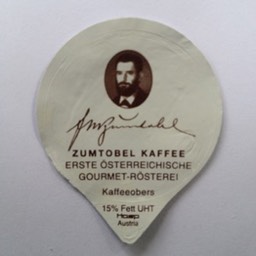 ZUMTOBEL KAFFEE
ERSTE ÖSTERREICHISCHE
GOURMET-RÖSTEREI
Kaffeeobers
15% Fett UHT
Austria